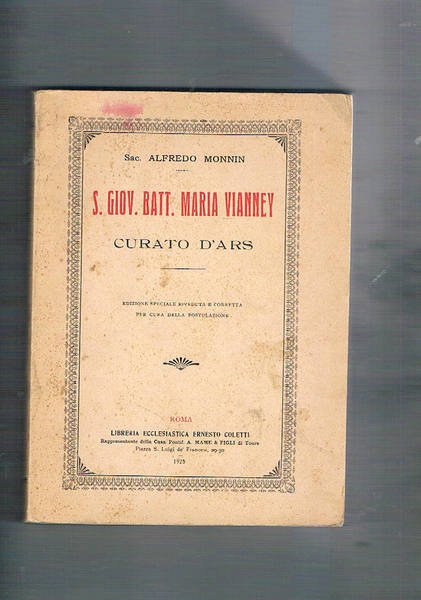 Sac. ALFREDO MONNIN
S. GIOV. BATT. MARIA VIANNEY
CURATO D'ARS
EDIZIONE SPECIALE RIVEDUTA E CORRETTA
PER CURA DELLA POSTULAZIONE
ROMA
LIBRERIA ECCLESIASTICA ERNESTO COLETTI
Rappresentante della Casa Pontif. A. MAME & FIGLI di Tours
Piazza S. Luigi de' Francesi, 29-30
1925